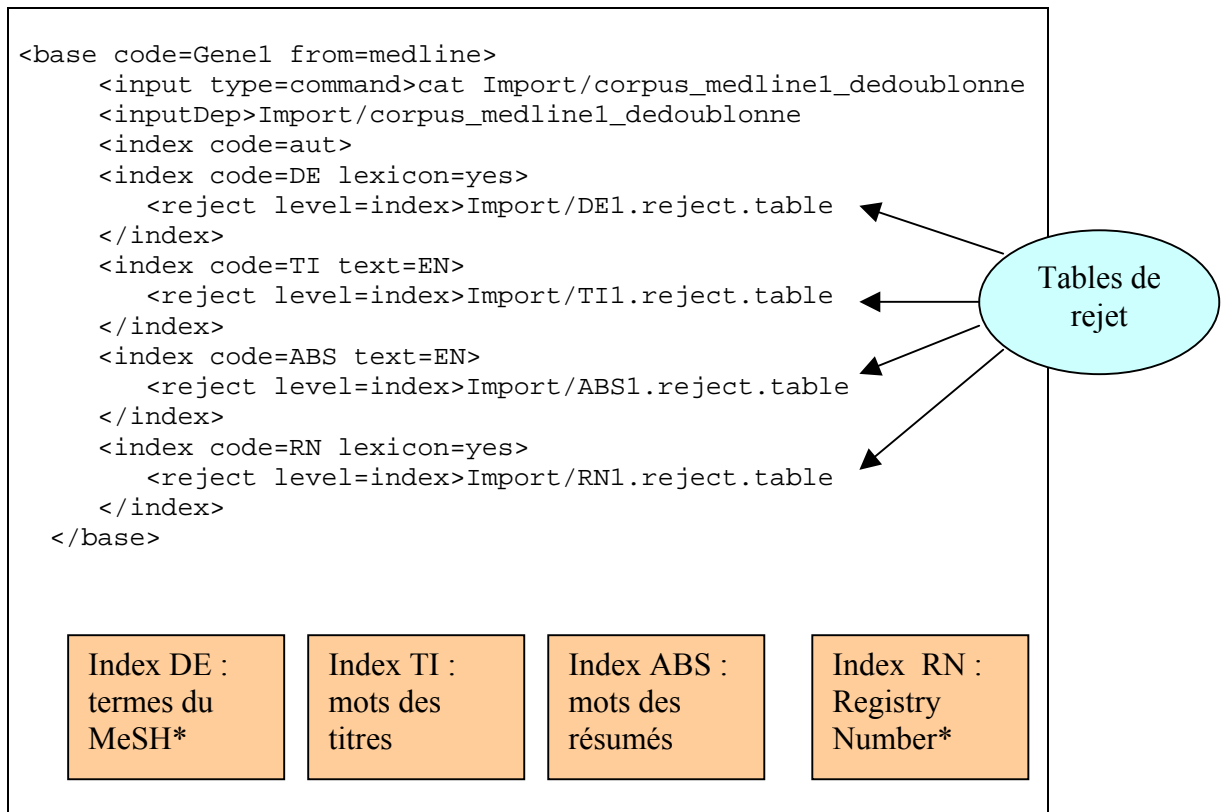 <base code=Gene1 from=medline>
<input type=command>cat Import/corpus_medline1_dedoublonne
<inputDep>Import/corpus_medline1_dedoublonne
<index code=aut>
<index code=DE lexicon=yes>
<reject level=index>Import/DE1.reject.table
</index>
<index code=TI text=EN>
<reject level=index>Import/TI1.reject.table
</index>
<index code=ABS text=EN>
<reject level=index>Import/ABS1.reject.table
</index>
<index code=RN lexicon=yes>
<reject level=index>Import/RN1.reject.table
</index>
</base>
Tables de
rejet
Index DE :
termes du
MeSH*
Index TI :
mots des
titres
Index ABS :
mots des
résumés
Index RN :
Registry
Number*